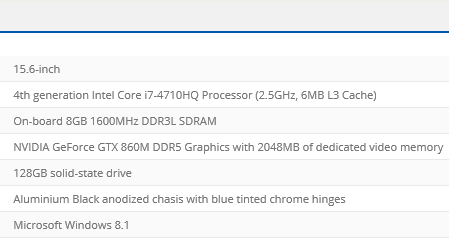 15.6-inch
4th generation Intel Core i7-4710HQ Processor (2.5GHz, 6MB L3 Cache)
On-board 8GB 1600MHz DDR3L SDRAM
NVIDIA GeForce GTX 860M DDR5 Graphics with 2048MB of dedicated video memory
128GB solid-state drive
Aluminium Black anodized chasis with blue tinted chrome hinges
Microsoft Windows 8.1